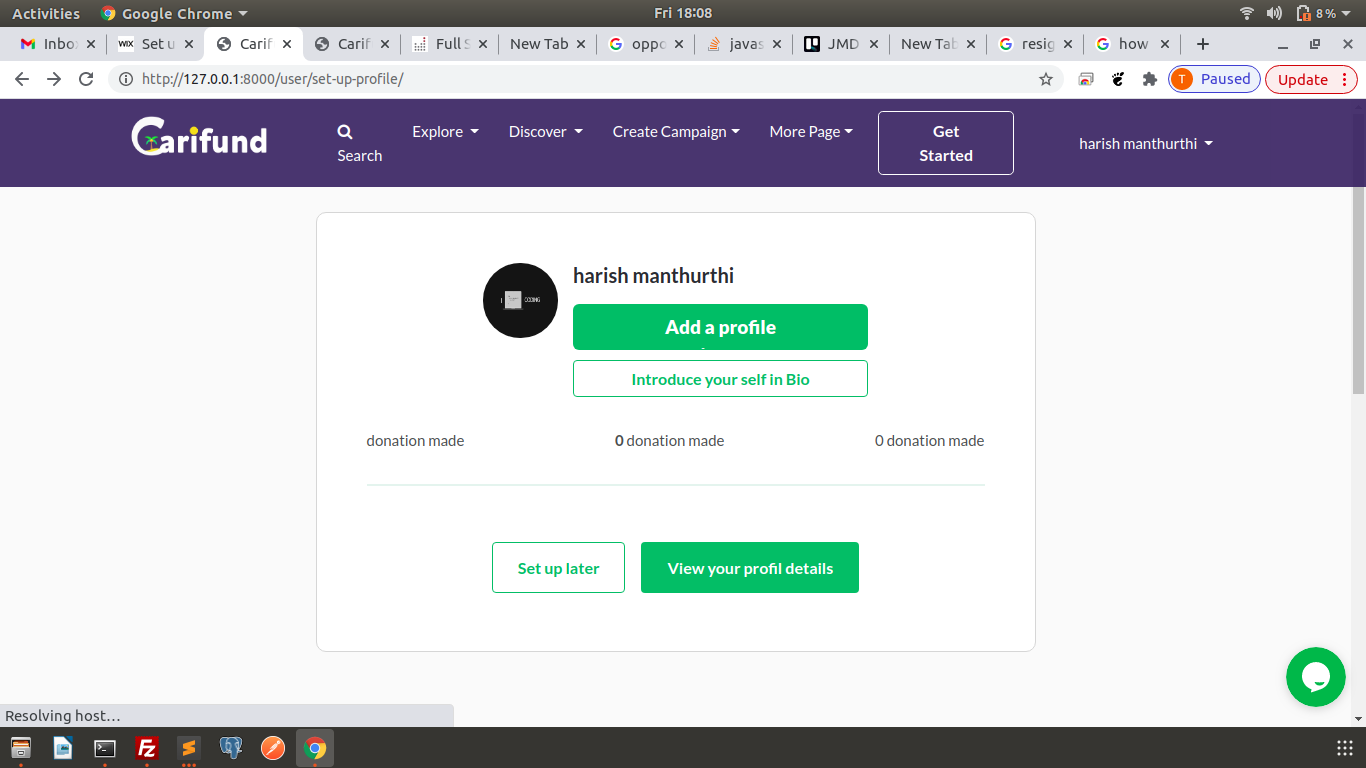 Activities Google Chrome Fri 18:08 8%
Inbo Set u Carif Carif Full S New Tab oppo javas JMD New Tab resig how
http://127.0.0.1:8000/user/set-up-profile/ T Paused Update
Carifund Search Explore Discover Create Campaign More Page Get Started harish manthurthi
harish manthurthi
Add a profile
Introduce your self in Bio
donation made 0 donation made 0 donation made
Set up later View your profil details
Resolving host…